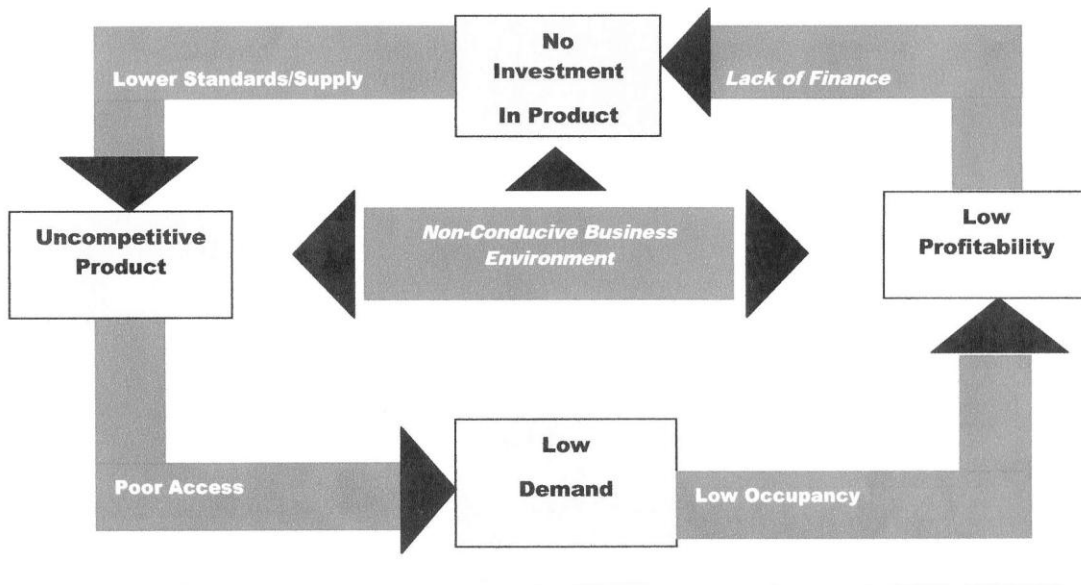 No
Investment
In Product
Lower Standards/Supply
Lack of Finance
Uncompetitive
Product
Non-Conducive Business
Environment
Low
Profitability
Low
Demand
Poor Access
Low Occupancy